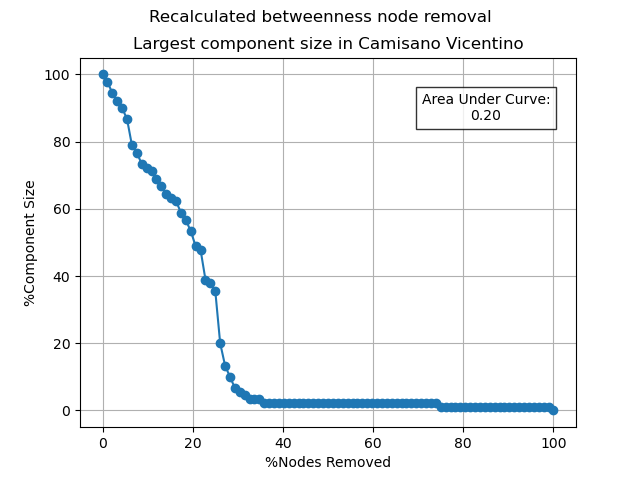 Recalculated betweenness node removal
Largest component size in Camisano Vicentino
Area Under Curve:
0.20
%Component Size
100
80
60
40
20
0
0 20 40 60 80 100
%Nodes Removed